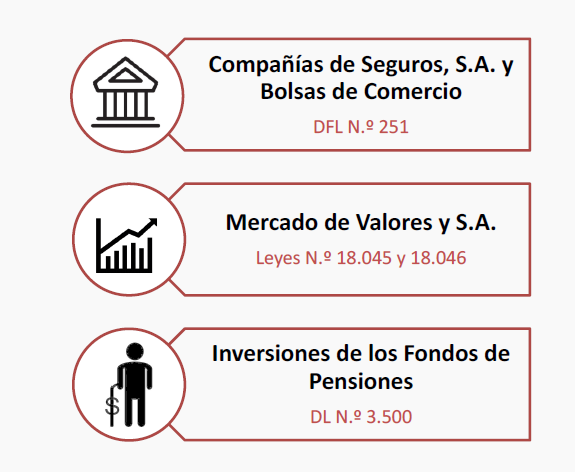 Compañías de Seguros, S.A. y
Bolsas de Comercio
DFL N.º 251
Mercado de Valores y S.A.
Leyes N.º 18.045 y 18.046
Inversiones de los Fondos de
Pensiones
$
DL N.º 3.500